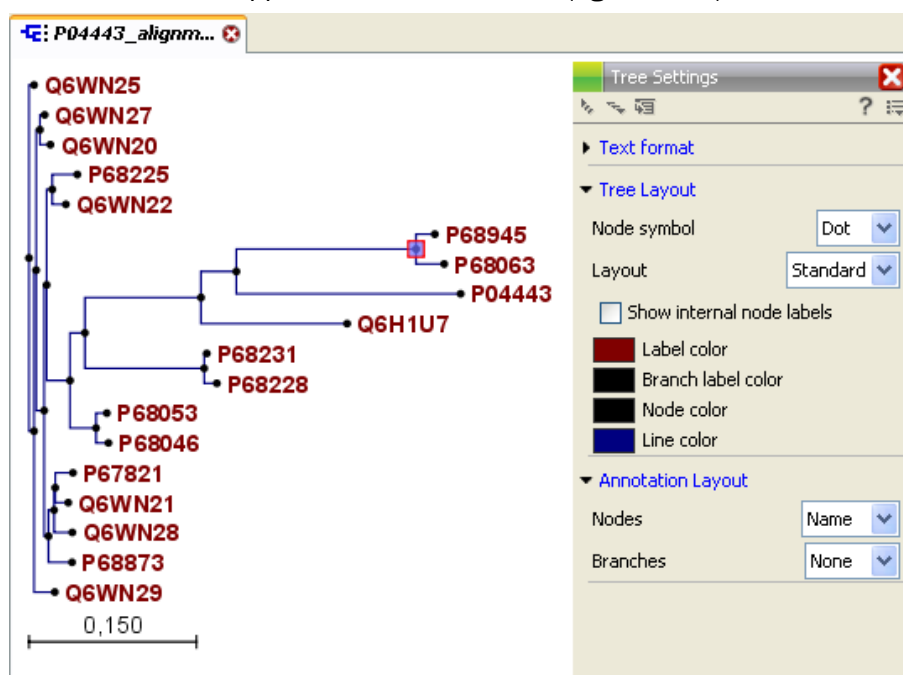 P04443_alignm...
Q6WN25
Q6WN27
Q6WN20
P68225
Q6WN22
P68945
P68063
P04443
Q6H1U7
P68231
P68228
P68053
P68046
P67821
Q6WN21
Q6WN28
P68873
Q6WN29
0,150
Tree Settings
?
Text format
Tree Layout
Node symbol Dot
Layout Standard
Show internal node labels
Label color
Branch label color
Node color
Line color
Annotation Layout
Nodes Name
Branches None